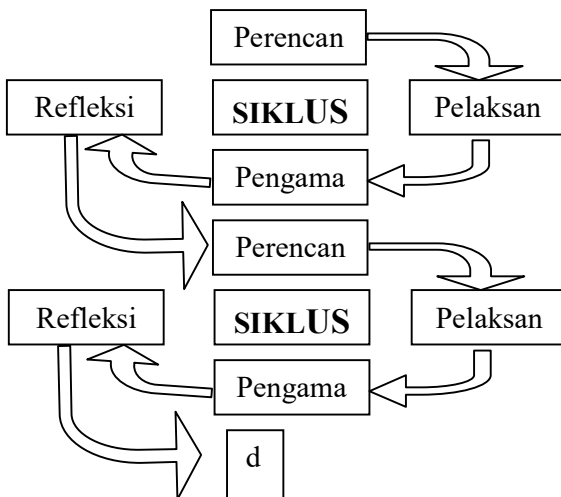 Perencan
Refleksi
SIKLUS
Pelaksan
Pengama
Perencan
Refleksi
SIKLUS
Pelaksan
Pengama
d